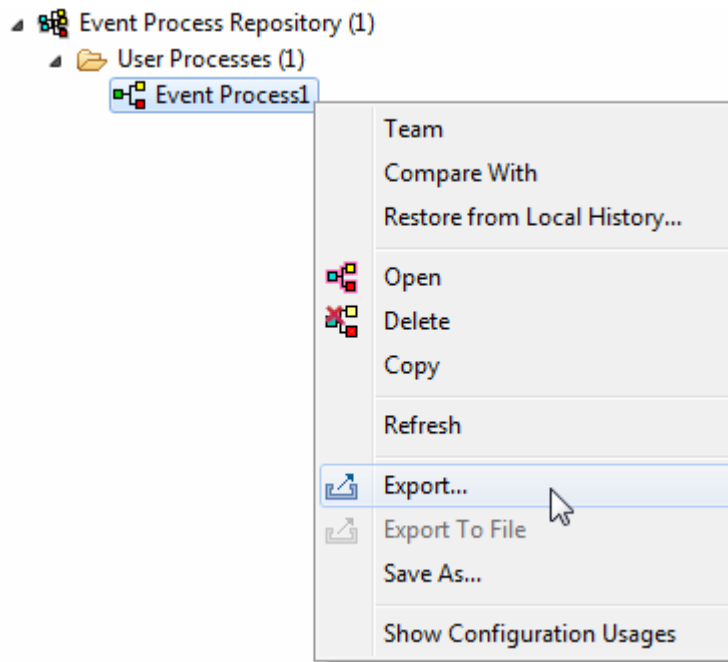 Event Process Repository (1)
User Processes (1)
Event Process1
Team
Compare With
Restore from Local History...
Open
Delete
Copy
Refresh
Export...
Export To File
Save As...
Show Configuration Usages